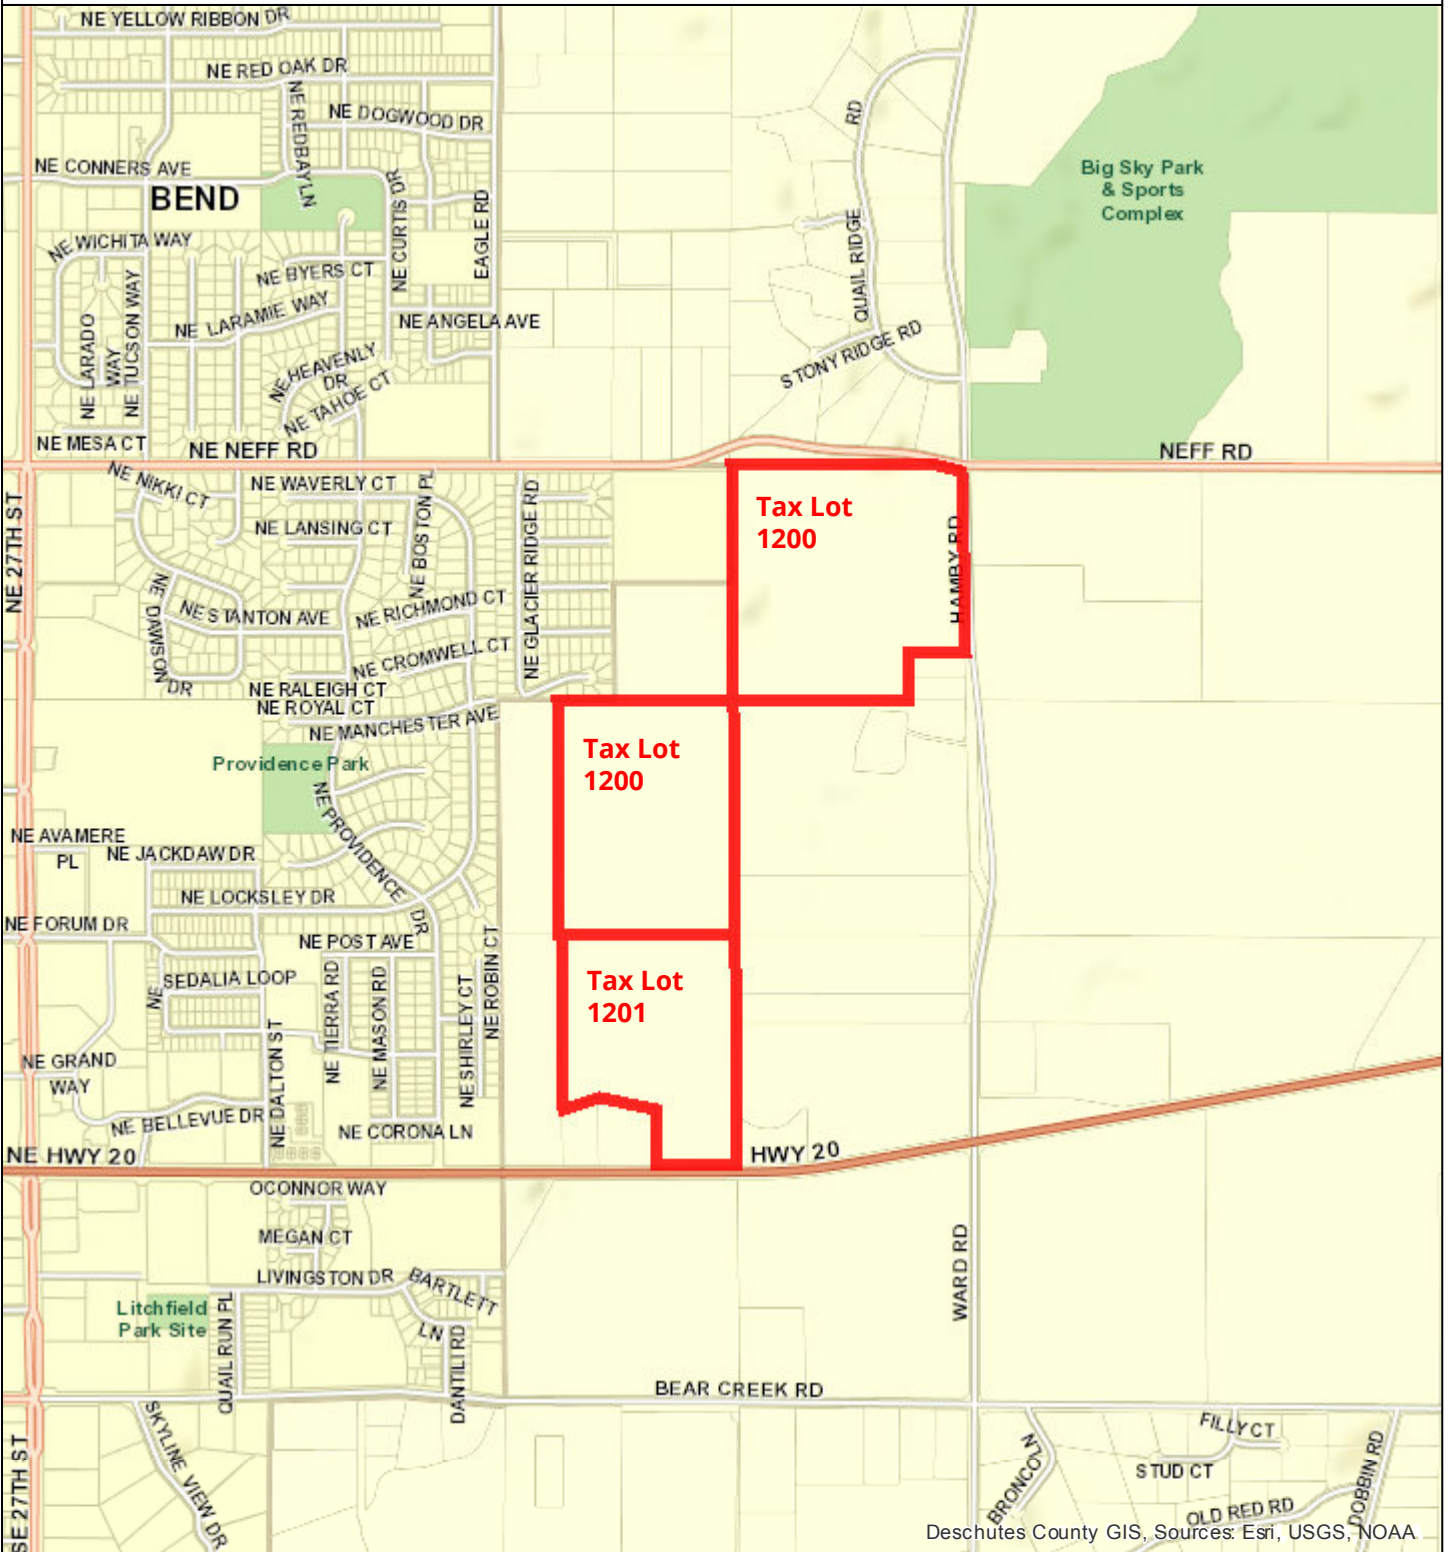 NE YELLOW RIBBON DR
NE RED OAK DR
NE REDBAY LN
NE DOGWOOD DR
NE CONNERS AVE
BEND
NE CURTIS DR
EAGLE RD
NE WICHITA WAY
NE BYERS CT
NE LARAMIE WAY
NE ANGELA AVE
NE LARADO
WAY
NE TUCSON WAY
NE HEAVENLY
DR
NE TAHOE CT
NE MESA CT
NE NEFF RD
QUAIL RIDGE
RD
STONY RIDGE RD
Big Sky Park
& Sports
Complex
NEFF RD
NE 27TH ST
NE NIKKI CT
NE WAVERLY CT
NE BOSTON PL
NE LANSING CT
NE GLACIER RIDGE RD
Tax Lot
1200
HAMBY RD
NE DAWSON
DR
NE STANTON AVE
NE RICHMOND CT
NE CROMWELL CT
NE RALEIGH CT
NE ROYAL CT
NE MANCHESTER AVE
Tax Lot
1200
Providence Park
NE PROVIDENCE
DR
NE AVAMERE
PL
NE JACKDAW DR
NE LOCKSLEY DR
NE FORUM DR
NE POST AVE
NE
SEDALIA LOOP
NE TIERRA RD
NE MASON RD
NE SHIRLEY CT
NE ROBIN CT
Tax Lot
1201
NE GRAND
WAY
NE DALTON ST
NE BELLEVUE DR
NE CORONA LN
NE HWY 20
HWY 20
OCONNOR WAY
MEGAN CT
LIVINGSTON DR
BARTLETT
LN
WARD RD
Litchfield
Park Site
QUAIL RUN PL
DANTILI RD
BEAR CREEK RD
SE 27TH ST
SKYLINE VIEW DR
BRONCO LN
FILLY CT
STUD CT
OLD RED RD
DOBBIN RD
Deschutes County GIS, Sources: Esri, USGS, NOAA